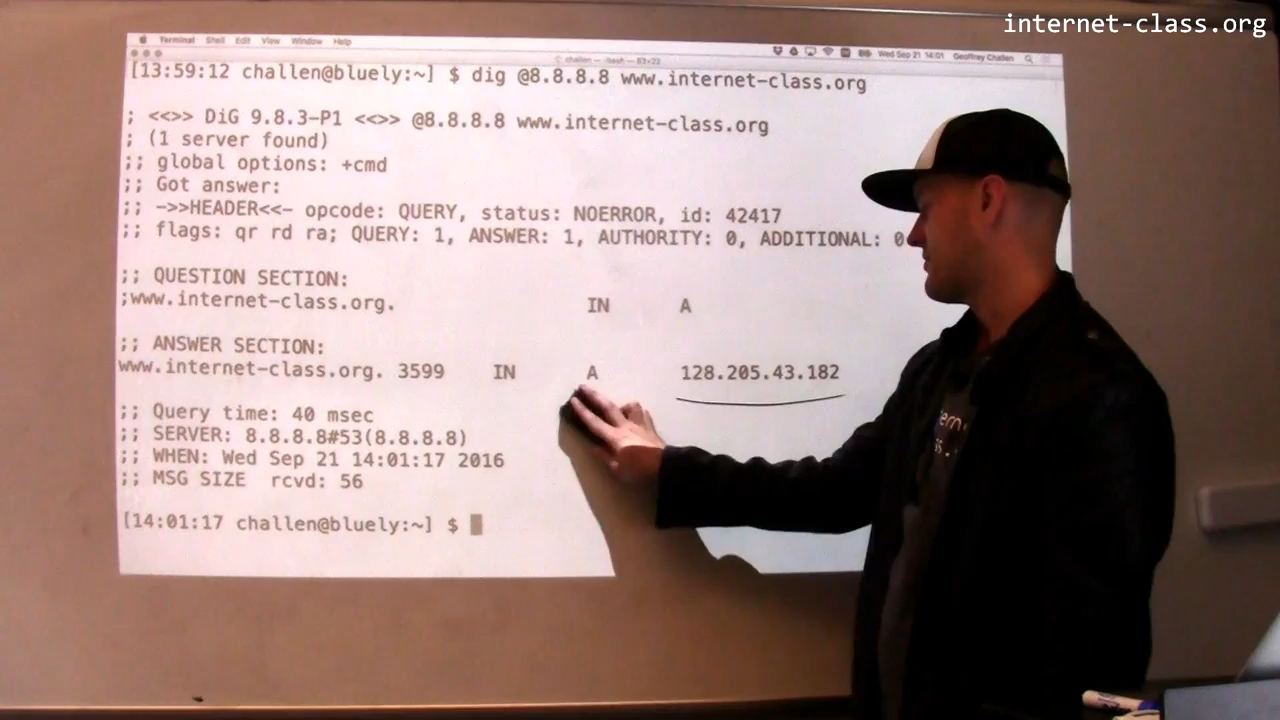 internet-class.org
Terminal Shell Edit View Window Help Wed Sep 21 14:01 Geoffrey Challen
challen — -bash — 83×22
[13:59:12 challen@bluely:~] $ dig @8.8.8.8 www.internet-class.org
; <<>> DiG 9.8.3-P1 <<>> @8.8.8.8 www.internet-class.org
; (1 server found)
;; global options: +cmd
;; Got answer:
;; ->>HEADER<<- opcode: QUERY, status: NOERROR, id: 42417
;; flags: qr rd ra; QUERY: 1, ANSWER: 1, AUTHORITY: 0, ADDITIONAL: 0
;; QUESTION SECTION:
;www.internet-class.org. IN A
;; ANSWER SECTION:
www.internet-class.org. 3599 IN A 128.205.43.182
;; Query time: 40 msec
;; SERVER: 8.8.8.8#53(8.8.8.8)
;; WHEN: Wed Sep 21 14:01:17 2016
;; MSG SIZE rcvd: 56
[14:01:17 challen@bluely:~] $